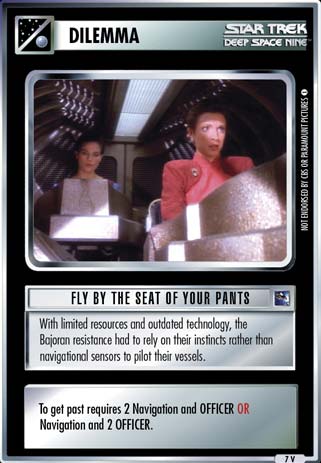 DILEMMA
STAR TREK
DEEP SPACE NINE™
NOT ENDORSED BY CBS OR PARAMOUNT PICTURES
FLY BY THE SEAT OF YOUR PANTS
With limited resources and outdated technology, the
Bajoran resistance had to rely on their instincts rather than
navigational sensors to pilot their vessels.
To get past requires 2 Navigation and OFFICER OR
Navigation and 2 OFFICER.
7 V